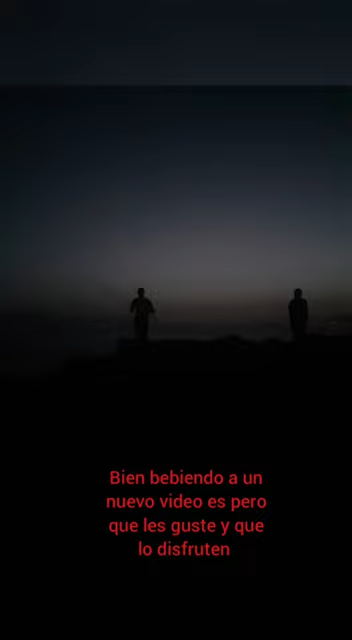 Bien bebiendo a un
nuevo video es pero
que les guste y que
lo disfruten